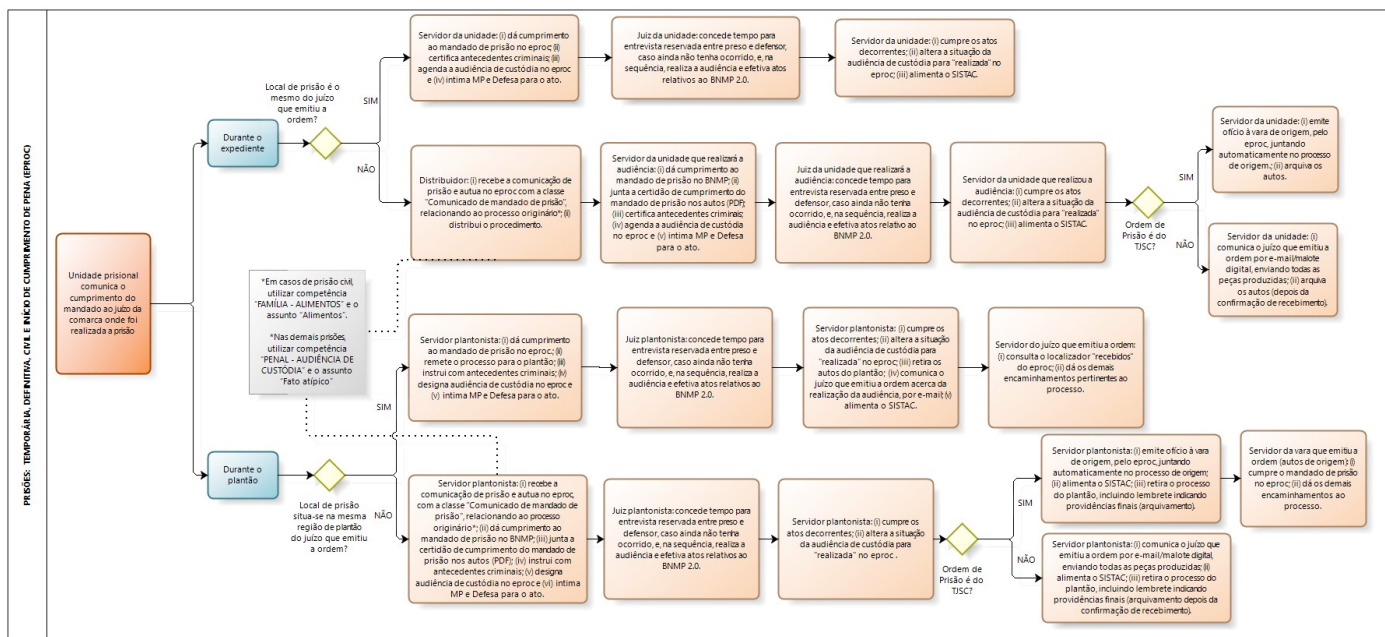 PRISÕES: TEMPORÁRIA, DEFINITIVA, CIVIL E INÍCIO DE CUMPRIMENTO DE PENA (EPROC)
Unidade prisional
comunica o
cumprimento do
mandado ao juízo da
comarca onde foi
realizada a prisão
Durante o
expediente
Local de prisão é o
mesmo do juízo
que emitiu a
ordem?
SIM
Servidor da unidade: (i) dá cumprimento
ao mandado de prisão no eproc; (ii)
certifica antecedentes criminais; (iii)
agenda a audiência de custódia no eproc
e (iv) intima MP e Defesa para o ato.
Juiz da unidade: concede tempo para
entrevista reservada entre preso e defensor,
caso ainda não tenha ocorrido, e, na
sequência, realiza a audiência e efetiva atos
relativos ao BNMP 2.0.
Servidor da unidade: (i) cumpre os atos
decorrentes; (ii) altera a situação da
audiência de custódia para "realizada" no
eproc; (iii) alimenta o SISTAC.
NÃO
Distribuidor: (i) recebe a comunicação de
prisão e autua no eproc com a classe
"Comunicado de mandado de prisão",
relacionando ao processo originário*; (ii)
distribui o procedimento.
Servidor da unidade que realizará a
audiência: (i) dá cumprimento ao
mandado de prisão no BNMP; (ii)
junta a certidão de cumprimento do
mandado de prisão nos autos (PDF);
(iii) certifica antecedentes criminais;
(iv) agenda a audiência de custódia
no eproc e (v) intima MP e Defesa
para o ato.
Juiz da unidade que realizará a
audiência: concede tempo para
entrevista reservada entre preso e
defensor, caso ainda não tenha
ocorrido, e, na sequência, realiza a
audiência e efetiva atos relativo ao
BNMP 2.0.
Servidor da unidade que realizou a
audiência: (i) cumpre os atos
decorrentes; (ii) altera a situação da
audiência de custódia para "realizada"
no eproc; (iii) alimenta o SISTAC.
Ordem de
Prisão é do
TJSC?
SIM
Servidor da unidade: (i) emite
ofício à vara de origem, pelo
eproc, juntando
automaticamente no processo
de origem.; (ii) arquiva os
autos.
NÃO
Servidor da unidade: (i)
comunica o juízo que emitiu a
ordem por e-mail/malote
digital, enviando todas as
peças produzidas; (ii) arquiva
os autos (depois da
confirmação de recebimento).
*Em casos de prisão civil,
utilizar competência
"FAMÍLIA - ALIMENTOS" e o
assunto "Alimentos".
*Nas demais prisões,
utilizar competência
"PENAL - AUDIÊNCIA DE
CUSTÓDIA" e o assunto
"Fato atípico"
Durante o
plantão
Local de prisão
situa-se na mesma
região de plantão
do juízo que emitiu
a ordem?
SIM
Servidor plantonista: (i) dá cumprimento
ao mandado de prisão no eproc.; (ii)
remete o processo para o plantão; (iii)
instrui com antecedentes criminais; (iv)
designa audiência de custódia no eproc e
(v) intima MP e Defesa para o ato.
Juiz plantonista: concede tempo para
entrevista reservada entre preso e
defensor, caso ainda não tenha
ocorrido, e, na sequência, realiza a
audiência e efetiva atos relativos ao
BNMP 2.0.
Servidor plantonista: (i) cumpre os
atos decorrentes; (ii) altera a situação
da audiência de custódia para
"realizada" no eproc; (iii) retira os
autos do plantão; (iv) comunica o
juízo que emitiu a ordem acerca da
realização da audiência, por e-mail; (v)
alimenta o SISTAC.
Servidor do juízo que emitiu a ordem:
(i) consulta o localizador "recebidos"
do eproc; (ii) dá os demais
encaminhamentos pertinentes ao
processo.
NÃO
Servidor plantonista: (i) recebe a
comunicação de prisão e autua no eproc,
com a classe "Comunicado de mandado de
prisão", relacionando ao processo
originário*; (ii) dá cumprimento ao
mandado de prisão no BNMP; (iii) junta a
certidão de cumprimento do mandado de
prisão nos autos (PDF); (iv) instrui com
antecedentes criminais; (v) designa
audiência de custódia no eproc e (vi) intima
MP e Defesa para o ato.
Juiz plantonista: concede tempo para
entrevista reservada entre preso e
defensor, caso ainda não tenha
ocorrido, e, na sequência, realiza a
audiência e efetiva atos relativos ao
BNMP 2.0.
Servidor plantonista: (i) cumpre os
atos decorrentes; (ii) altera a situação
da audiência de custódia para
"realizada" no eproc .
Ordem de
Prisão é do
TJSC?
SIM
Servidor plantonista: (i) emite ofício à vara
de origem, pelo eproc, juntando
automaticamente no processo de origem;
(ii) alimenta o SISTAC; (iii) retira o processo
do plantão, incluindo lembrete indicando
providências finais (arquivamento).
Servidor da vara que emitiu a
ordem (autos de origem): (i)
cumpre o mandado de prisão
no eproc; (ii) dá os demais
encaminhamentos ao
processo.
NÃO
Servidor plantonista: (i) comunica o juízo que
emitiu a ordem por e-mail/malote digital,
enviando todas as peças produzidas; (ii)
alimenta o SISTAC; (iii) retira o processo do
plantão, incluindo lembrete indicando
providências finais (arquivamento depois da
confirmação de recebimento).